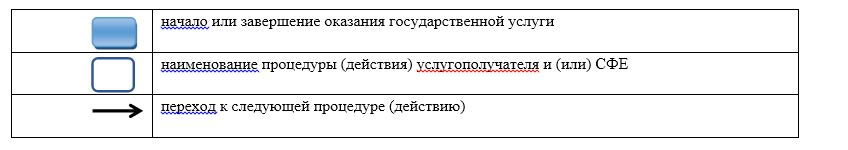 начало или завершение оказания государственной услуги
наименование процедуры (действия) услугополучателя и (или) СФЕ
переход к следующей процедуре (действию)